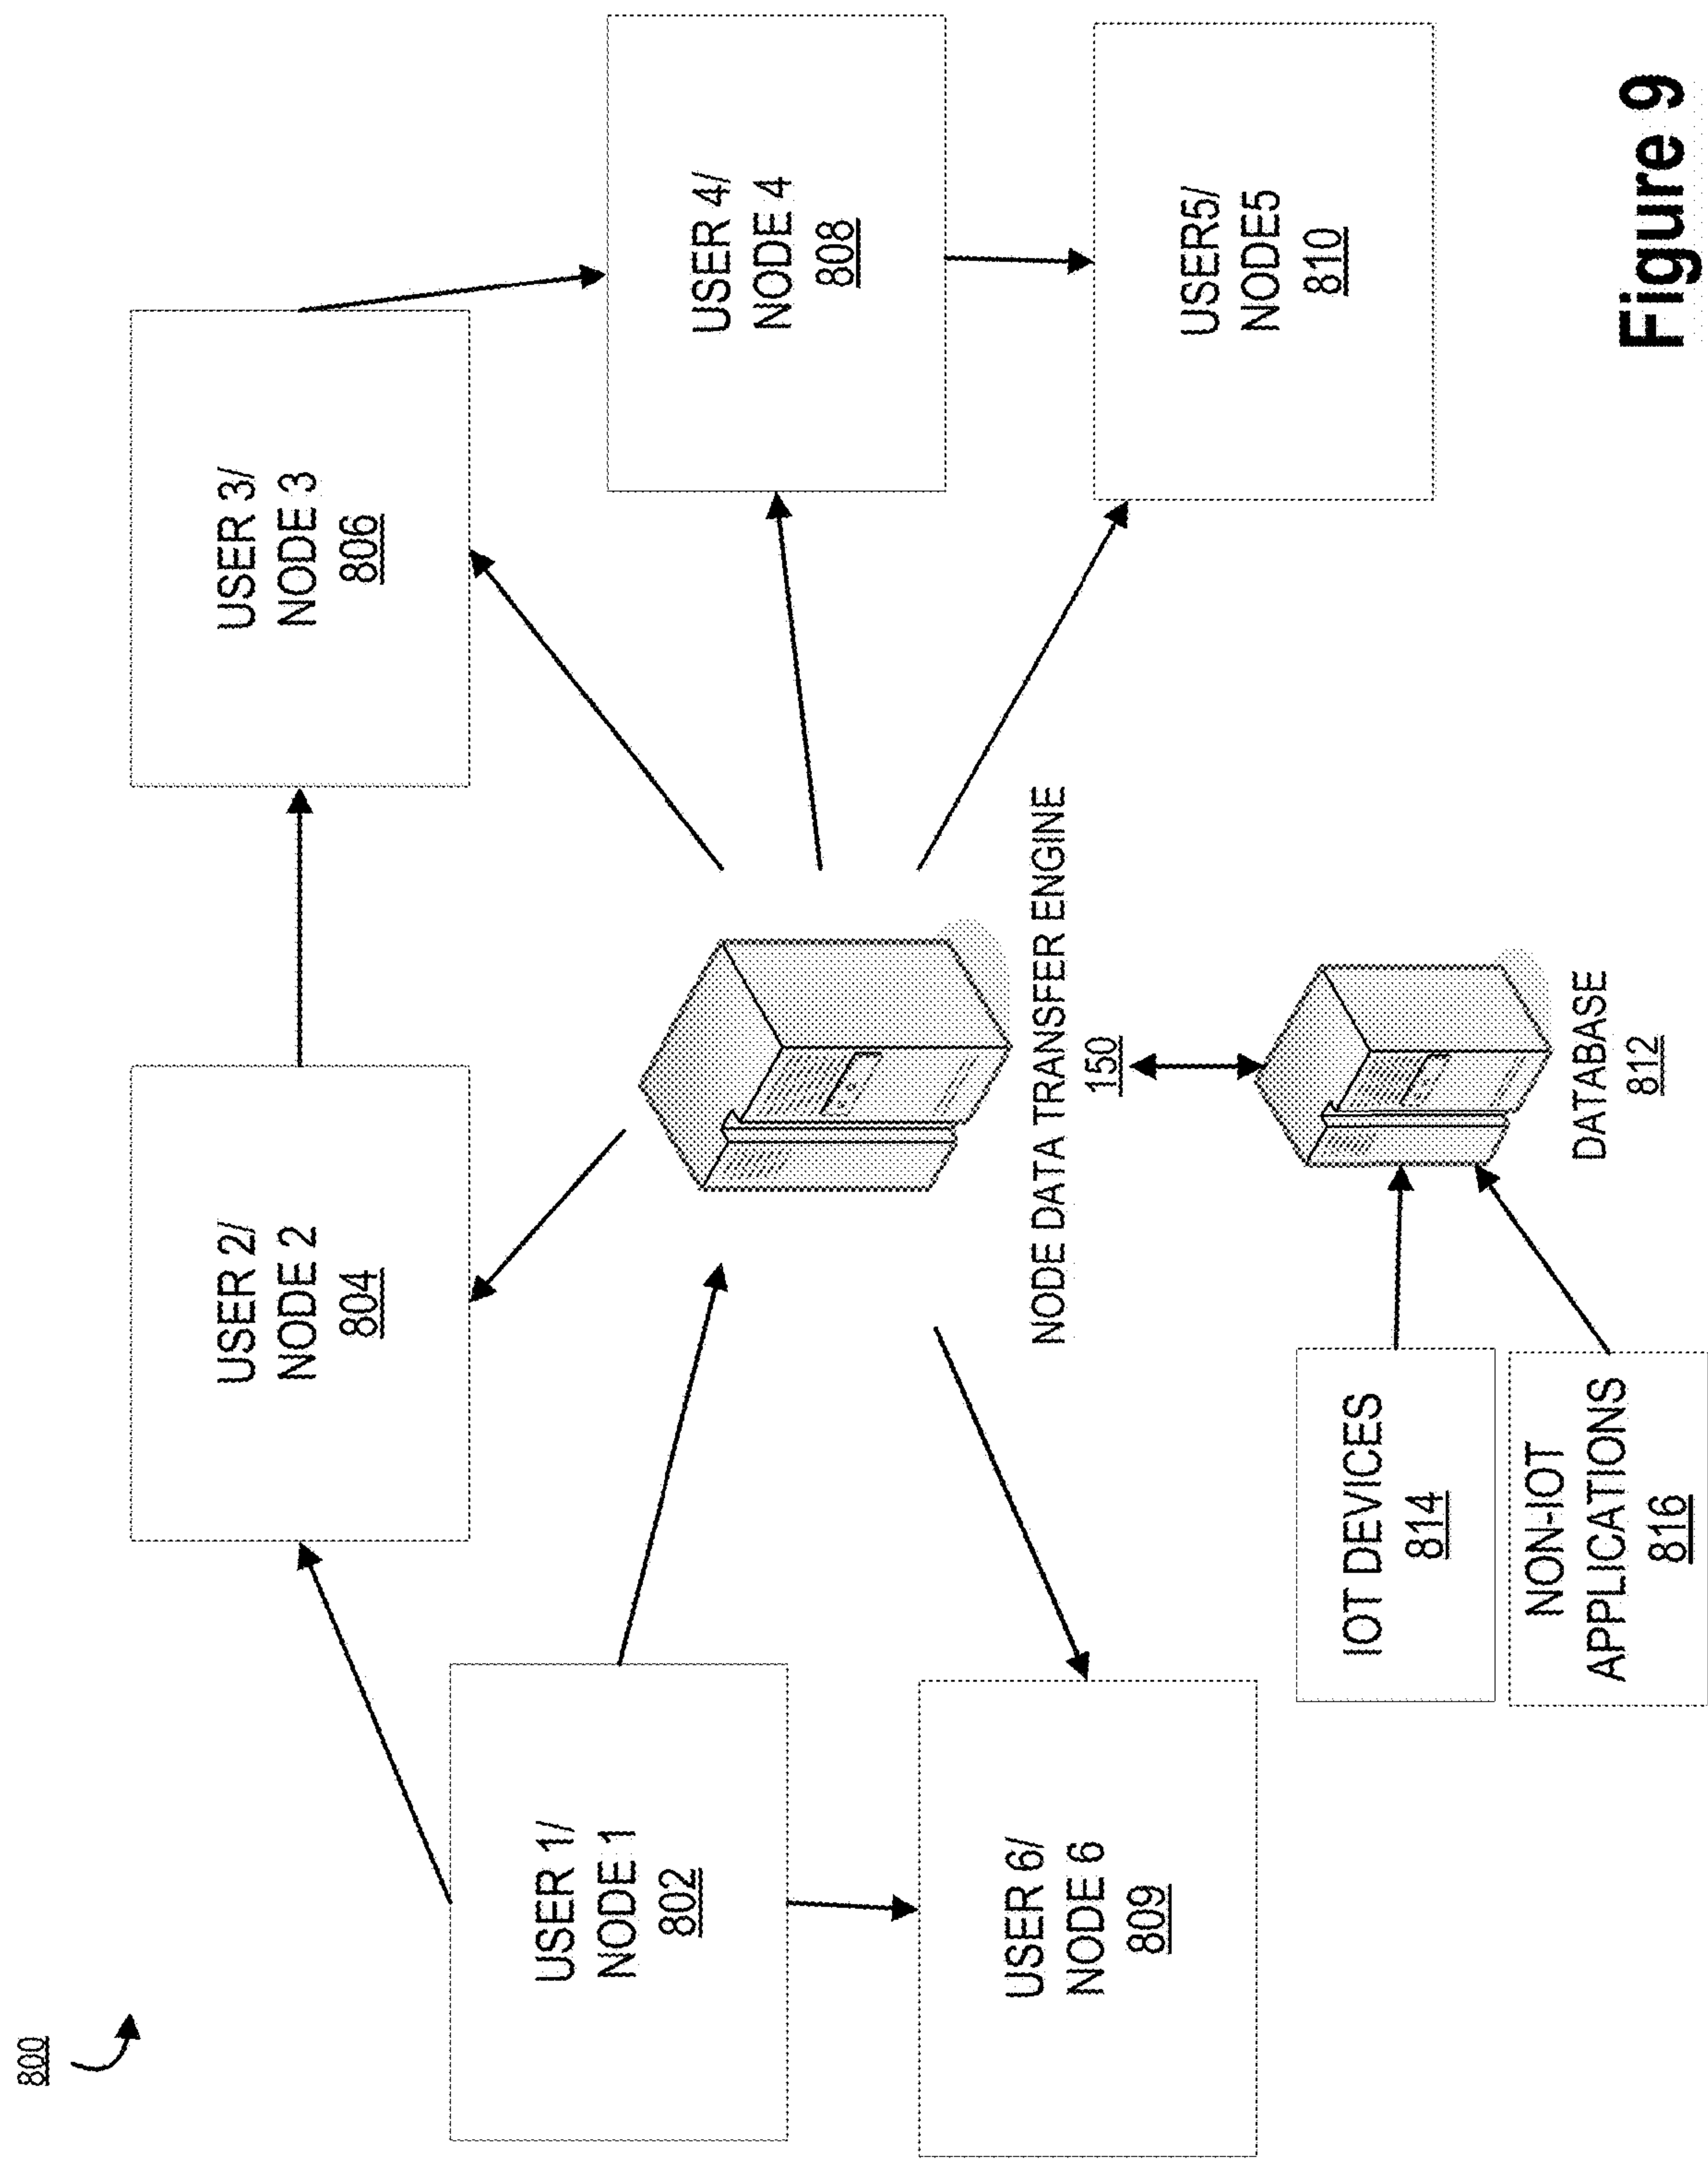 800
USER 2/
NODE 2
804
USER 3/
NODE 3
806
USER 1/
NODE 1
802
USER 4/
NODE 4
808
USER 6/
NODE 6
809
NODE DATA TRANSFER ENGINE
150
USER5/
NODE5
810
IOT DEVICES
814
NON-IOT
APPLICATIONS
816
DATABASE
812
Figure 9